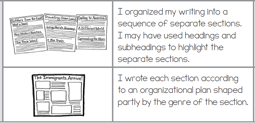 I organized my writing into a
sequence of separate sections.
I may have used headings and
subheadings to highlight the
separate sections.
The Immigrants Arrive!
I wrote each section according
to an organizational plan shaped
partly by the genre of the section.